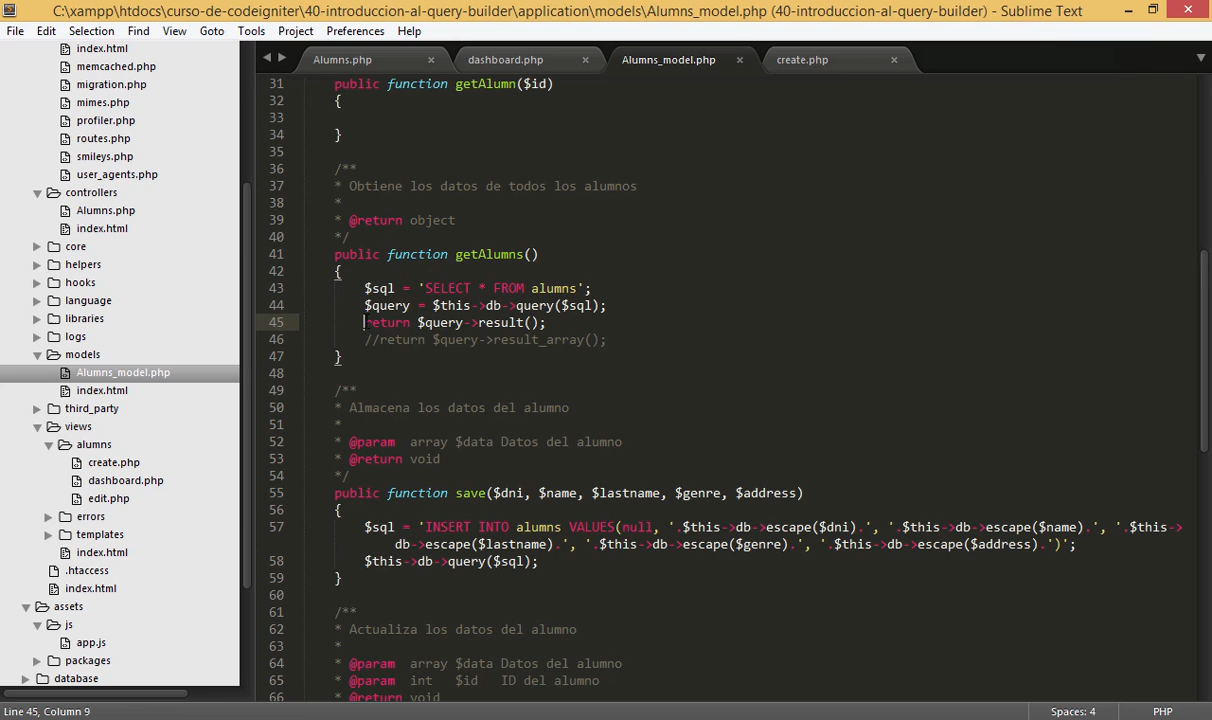 C:\xampp\htdocs\curso-de-codeigniter\40-introduccion-al-query-builder\application\models\Alumns_model.php (40-introduccion-al-query-builder) - Sublime Text
File Edit Selection Find View Goto Tools Project Preferences Help
index.html
memcached.php
migration.php
mimes.php
profiler.php
routes.php
smileys.php
user_agents.php
controllers
Alumns.php
index.html
core
helpers
hooks
language
libraries
logs
models
Alumns_model.php
index.html
third_party
views
alumns
create.php
dashboard.php
edit.php
errors
templates
index.html
.htaccess
index.html
assets
js
app.js
packages
database
Alumns.php dashboard.php Alumns_model.php create.php
31 public function getAlumn($id)
32 {
33
34 }
35
36 /**
37 * Obtiene los datos de todos los alumnos
38 *
39 * @return object
40 */
41 public function getAlumns()
42 {
43 $sql = 'SELECT * FROM alumns';
44 $query = $this->db->query($sql);
45 return $query->result();
46 //return $query->result_array();
47 }
48
49 /**
50 * Almacena los datos del alumno
51 *
52 * @param array $data Datos del alumno
53 * @return void
54 */
55 public function save($dni, $name, $lastname, $genre, $address)
56 {
57 $sql = 'INSERT INTO alumns VALUES(null, '.$this->db->escape($dni).', '.$this->db->escape($name).', '.$this->
db->escape($lastname).', '.$this->db->escape($genre).', '.$this->db->escape($address).')';
58 $this->db->query($sql);
59 }
60
61 /**
62 * Actualiza los datos del alumno
63 *
64 * @param array $data Datos del alumno
65 * @param int $id ID del alumno
66 * @return void
Line 45, Column 9 Spaces: 4 PHP